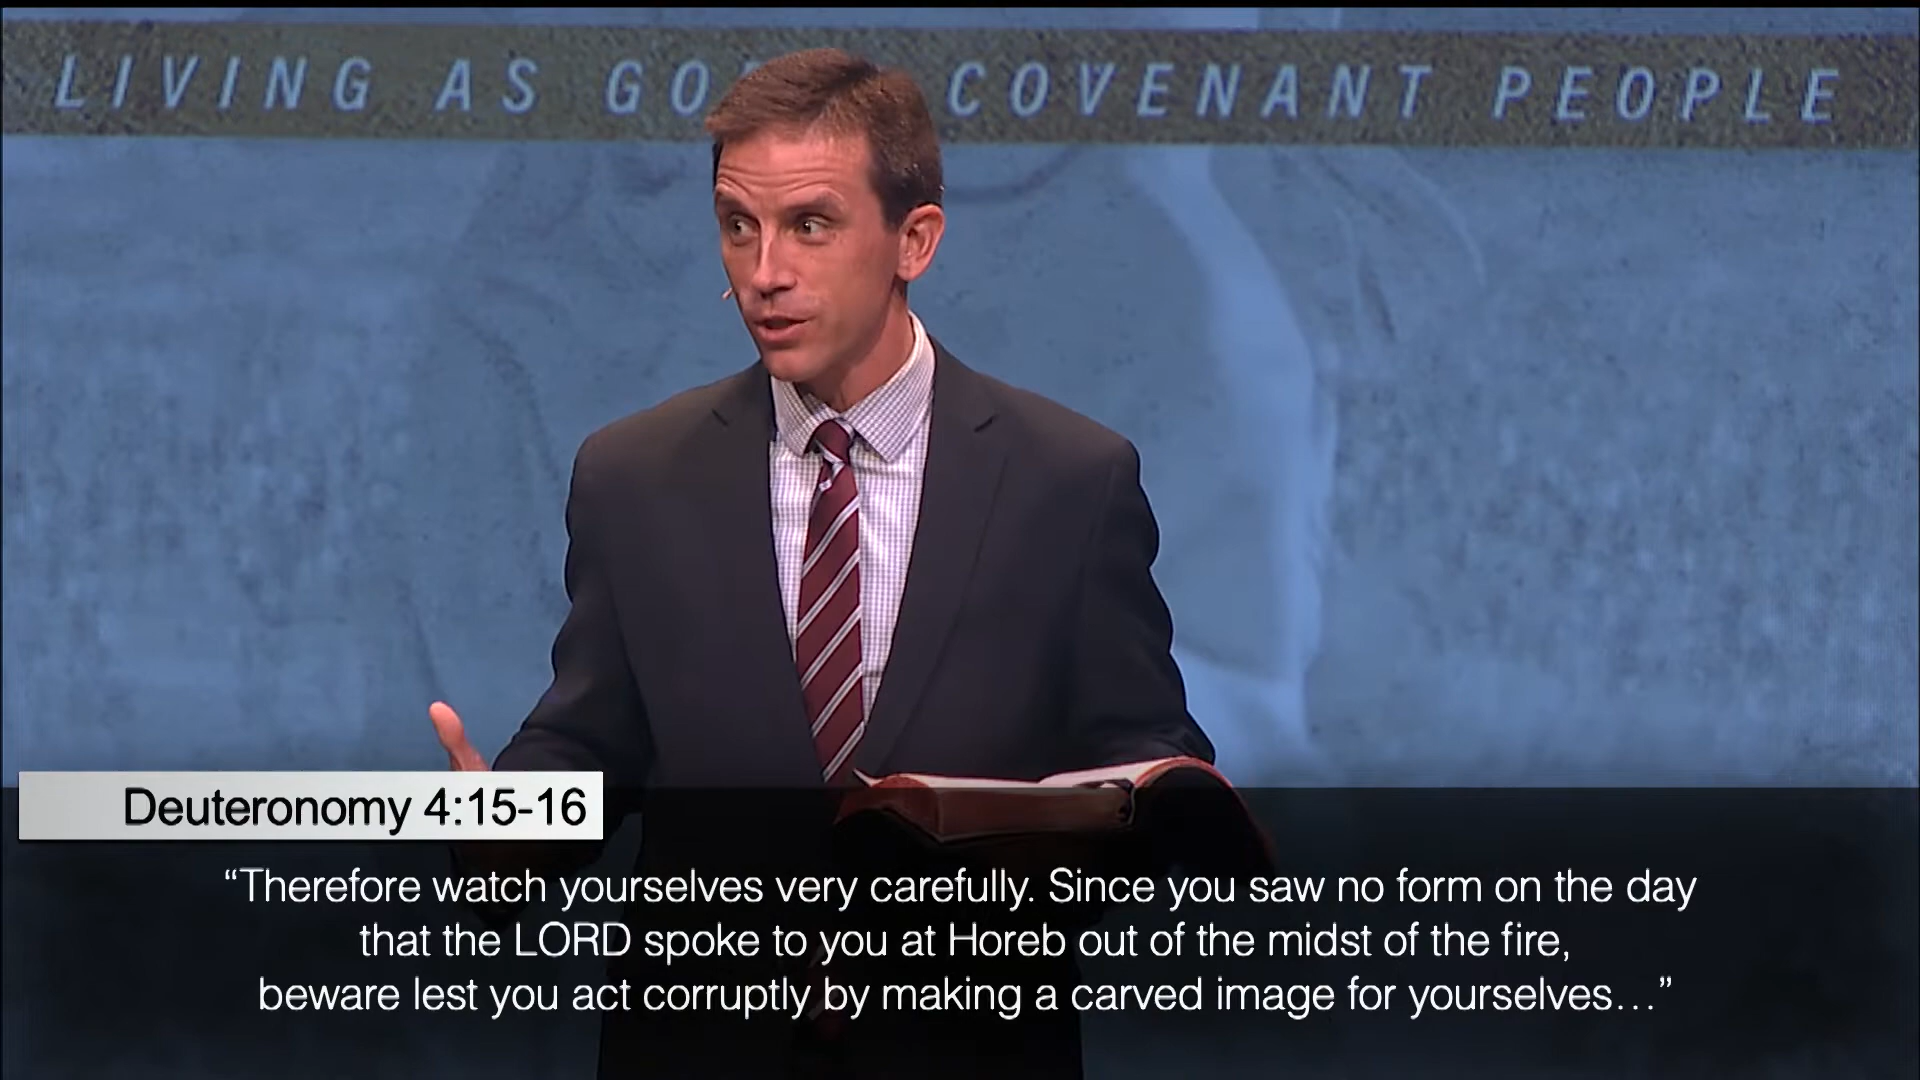 LIVING AS GO COVENANT PEOPLE
Deuteronomy 4:15-16
“Therefore watch yourselves very carefully. Since you saw no form on the day
that the LORD spoke to you at Horeb out of the midst of the fire,
beware lest you act corruptly by making a carved image for yourselves…”